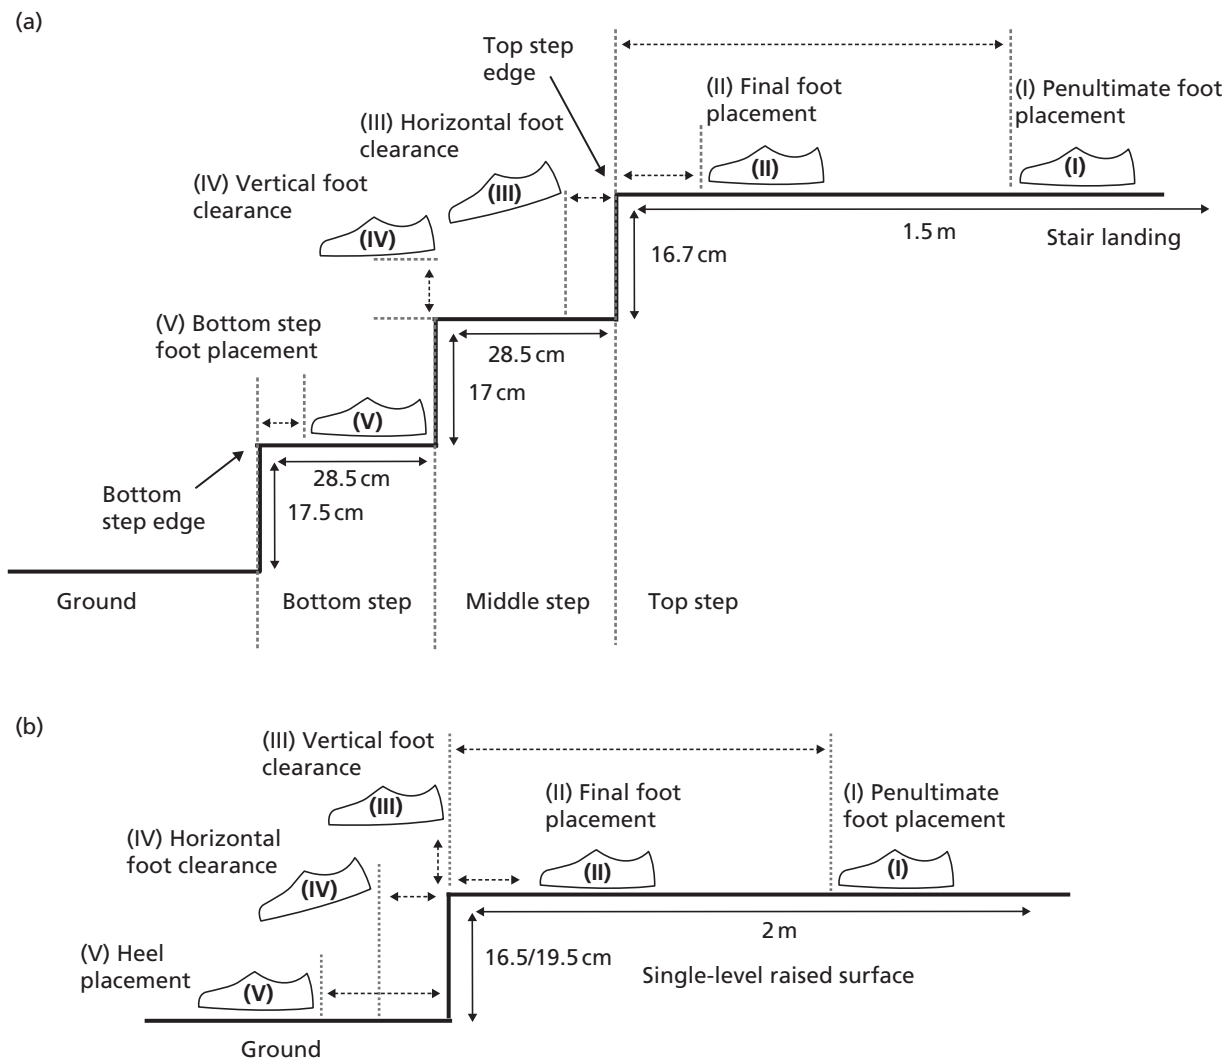 (a)
Top step
edge
(II) Final foot
placement
(I) Penultimate foot
placement
(III) Horizontal foot
clearance
(IV) Vertical foot
clearance
(III)
(II)
(I)
(IV)
1.5 m
Stair landing
16.7 cm
(V) Bottom step
foot placement
28.5 cm
17 cm
(V)
28.5 cm
17.5 cm
Bottom
step edge
Ground
Bottom step
Middle step
Top step
(b)
(III) Vertical foot
clearance
(II) Final foot
placement
(I) Penultimate
foot placement
(III)
(IV) Horizontal
foot clearance
(IV)
(II)
(I)
2 m
(V) Heel
placement
16.5/19.5 cm
Single-level raised surface
(V)
Ground